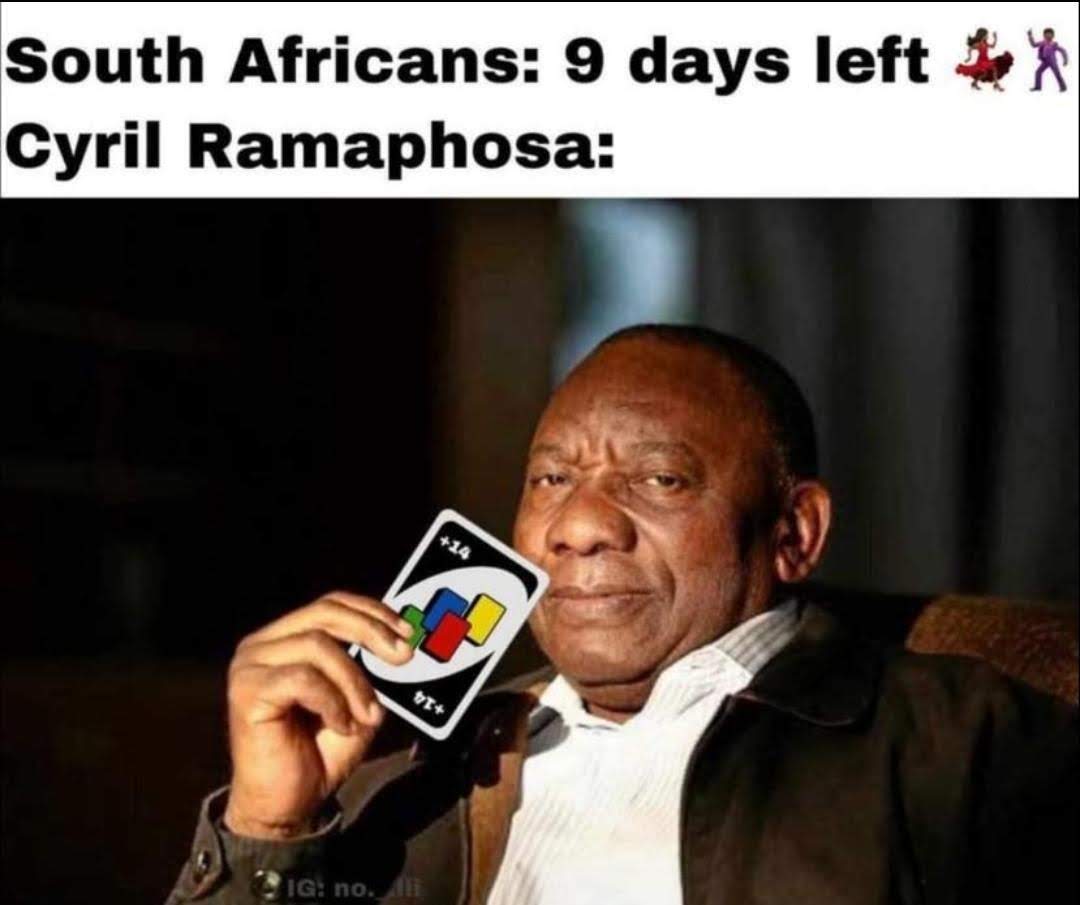 South Africans: 9 days left 💃🏾🕺🏾
Cyril Ramaphosa:
+14
+14
IG: no.